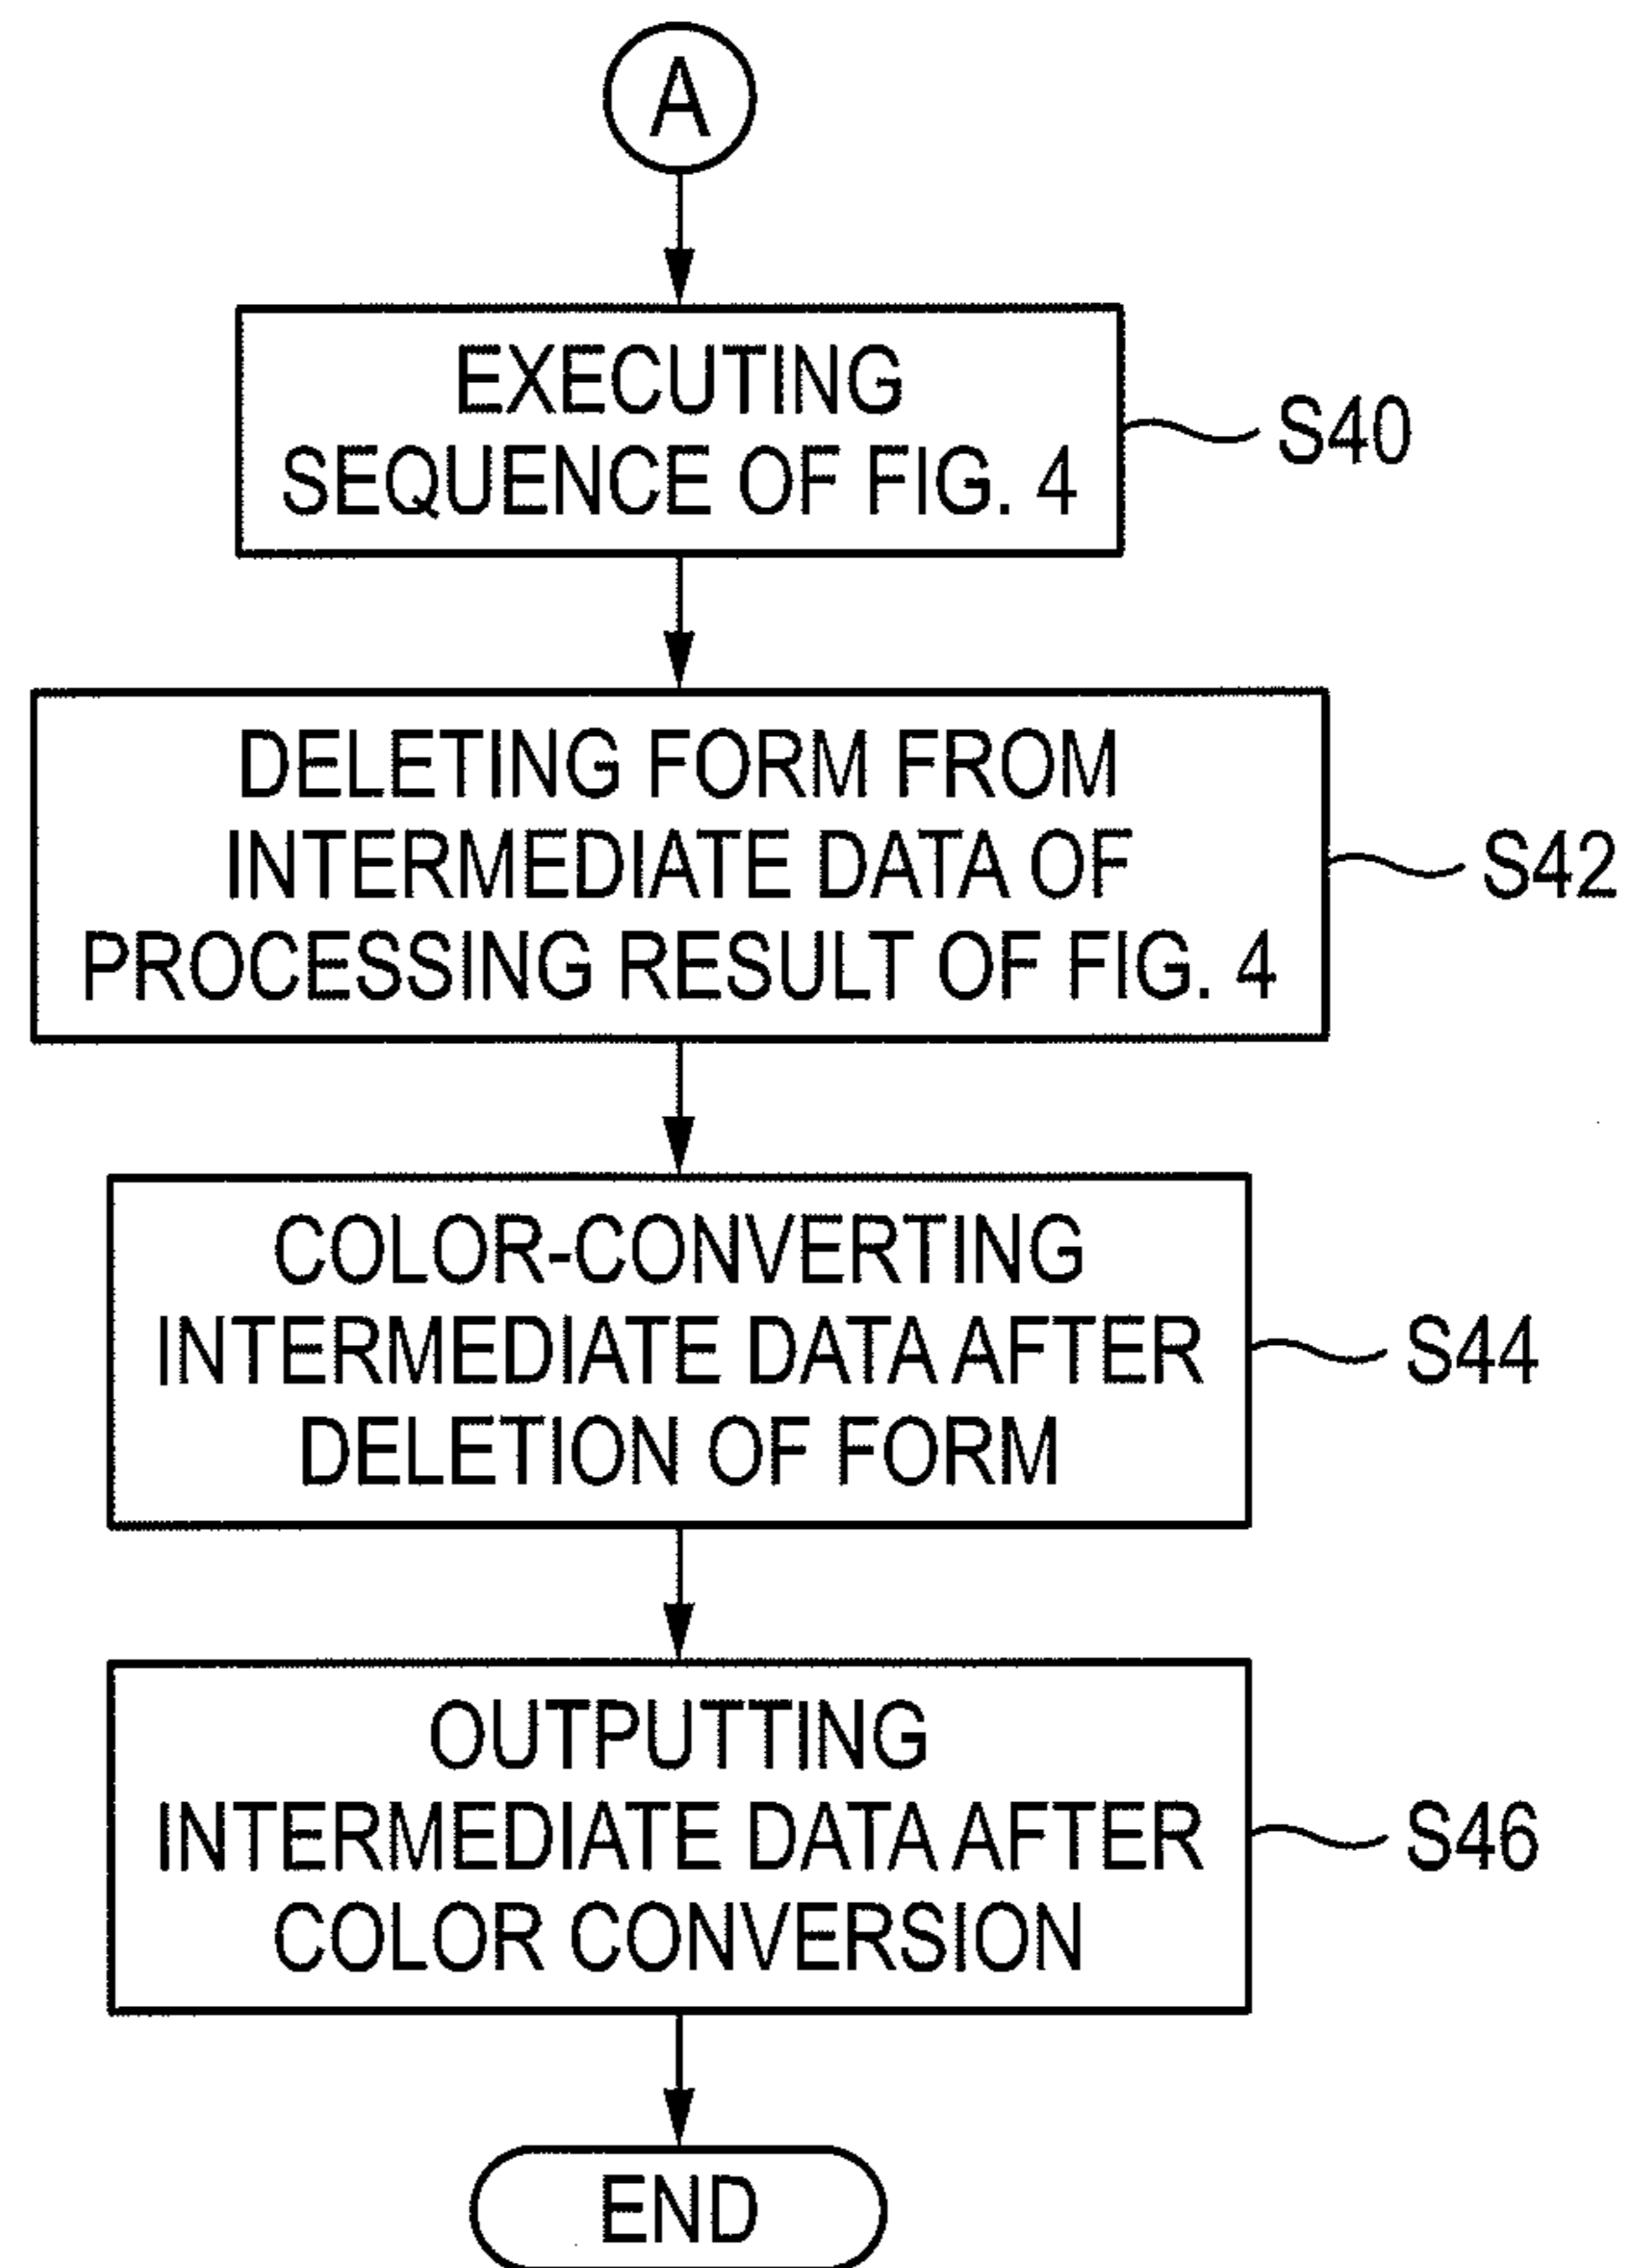 A
EXECUTING
SEQUENCE OF FIG. 4
S40
DELETING FORM FROM
INTERMEDIATE DATA OF
PROCESSING RESULT OF FIG. 4
S42
COLOR-CONVERTING
INTERMEDIATE DATA AFTER
DELETION OF FORM
S44
OUTPUTTING
INTERMEDIATE DATA AFTER
COLOR CONVERSION
S46
END